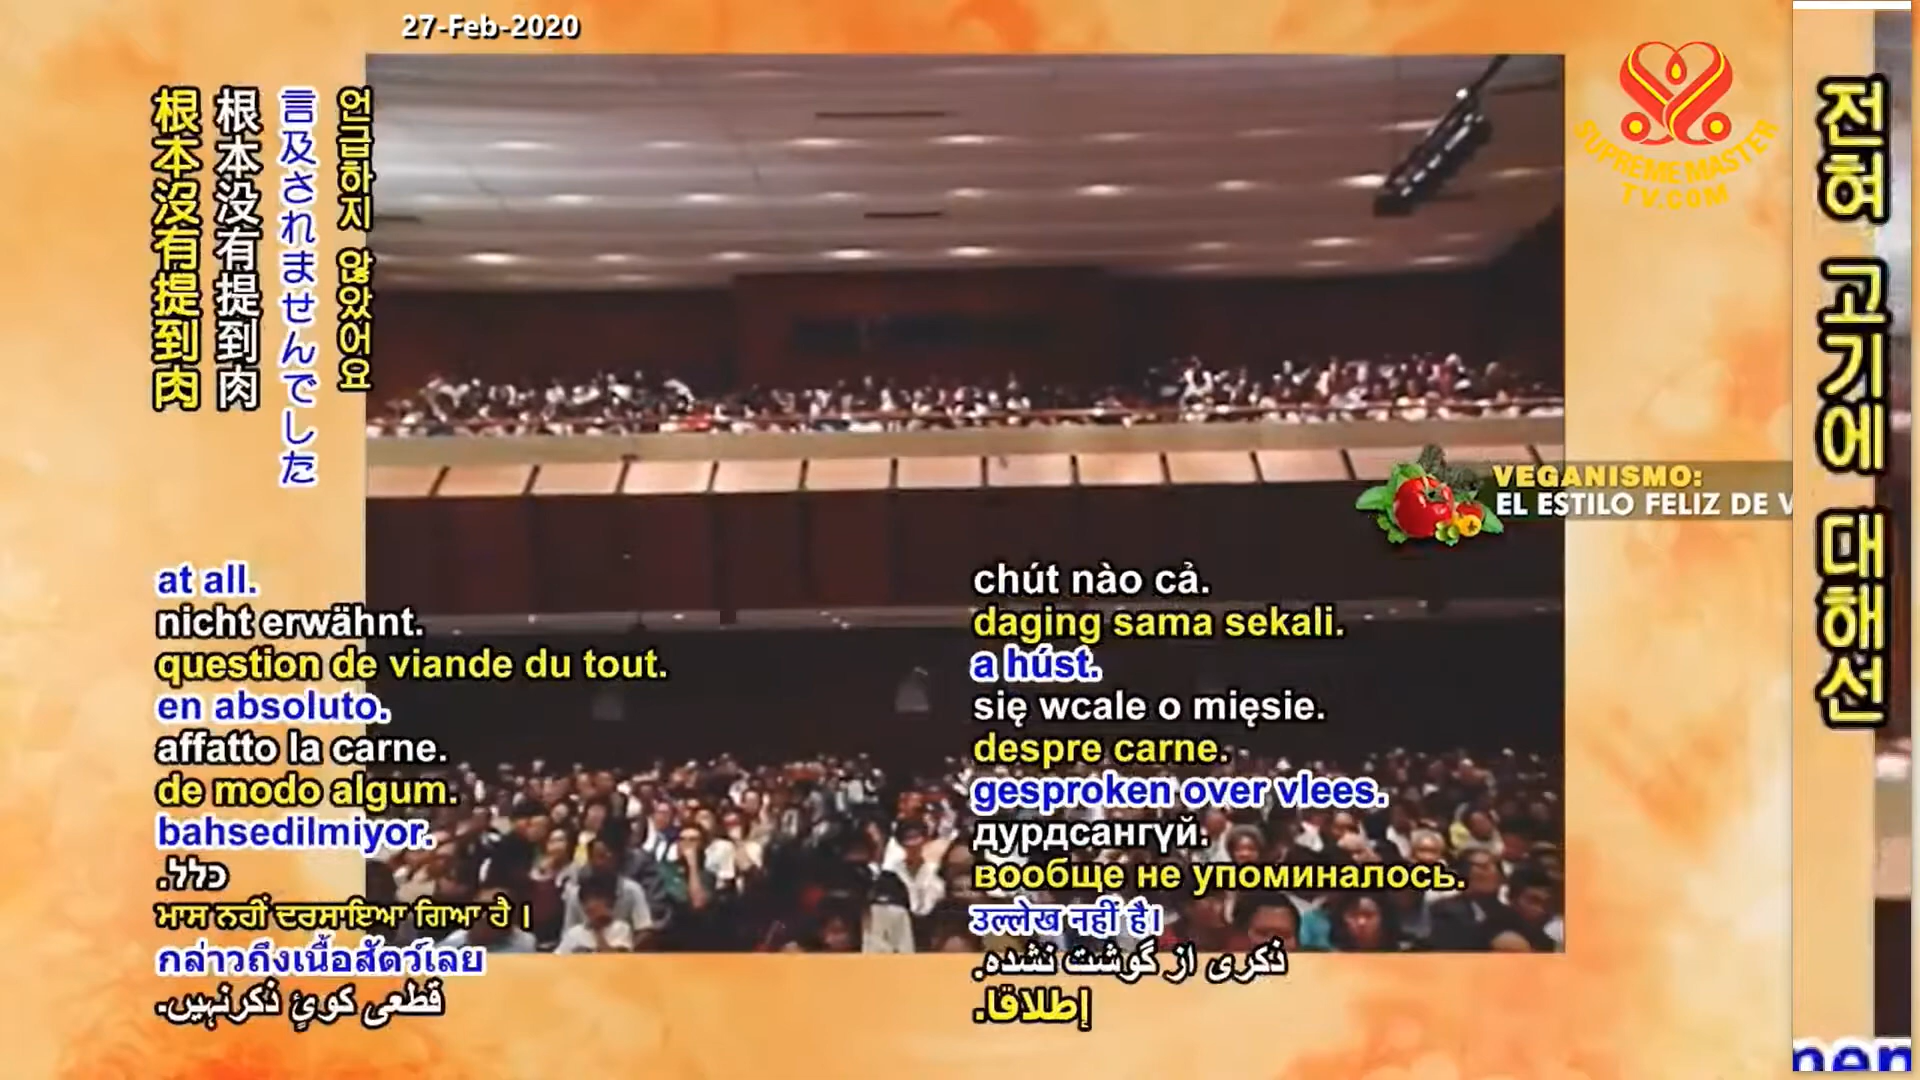 27-Feb-2020
SUPREME MASTER
TV.COM
根本沒有提到肉
根本没有提到肉
言及されませんでした
언급하지 않았어요
전혀 고기에 대해선
VEGANISMO:
EL ESTILO FELIZ DE V
at all.
nicht erwähnt.
question de viande du tout.
en absoluto.
affatto la carne.
de modo algum.
bahsedilmiyor.
כלל.
ਮਾਸ ਨਹੀਂ ਦਰਸਾਇਆ ਗਿਆ ਹੈ।
กล่าวถึงเนื้อสัตว์เลย
قطعی کوئ ذکرنہیں.
chút nào cả.
daging sama sekali.
a húst.
się wcale o mięsie.
despre carne.
gesproken over vlees.
дурдсангүй.
вообще не упоминалось.
उल्लेख नहीं है।
ذکری از گوشت نشده.
إطلاقا.